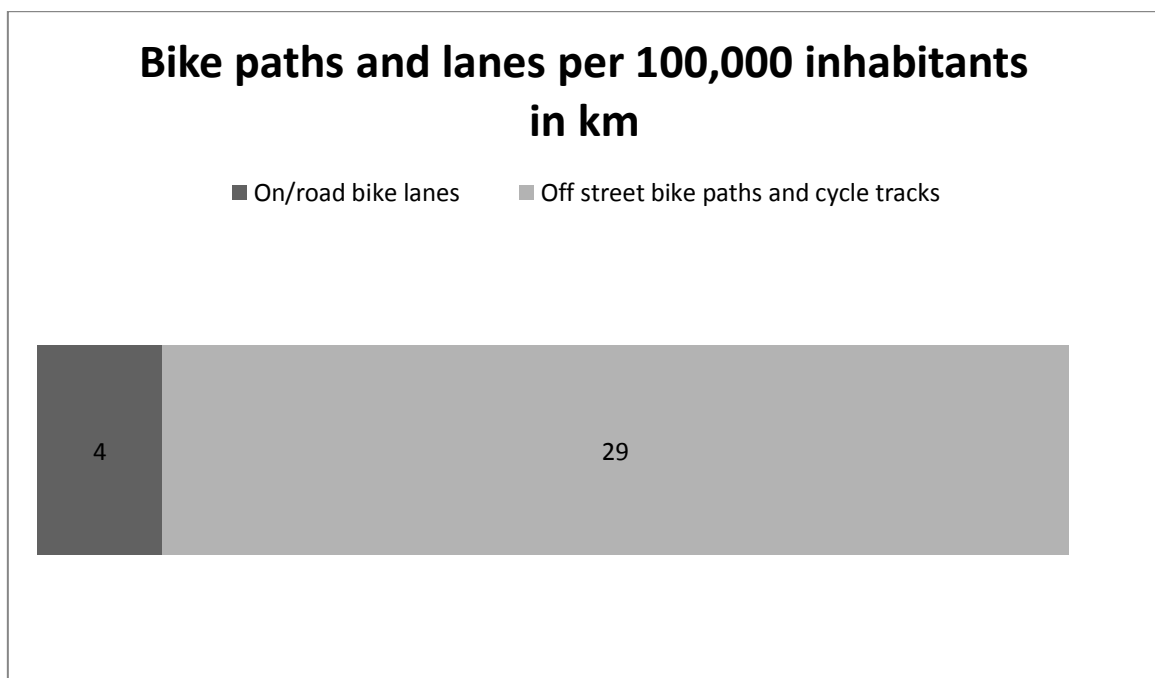 Bike paths and lanes per 100,000 inhabitants
in km
On/road bike lanes Off street bike paths and cycle tracks
4 29